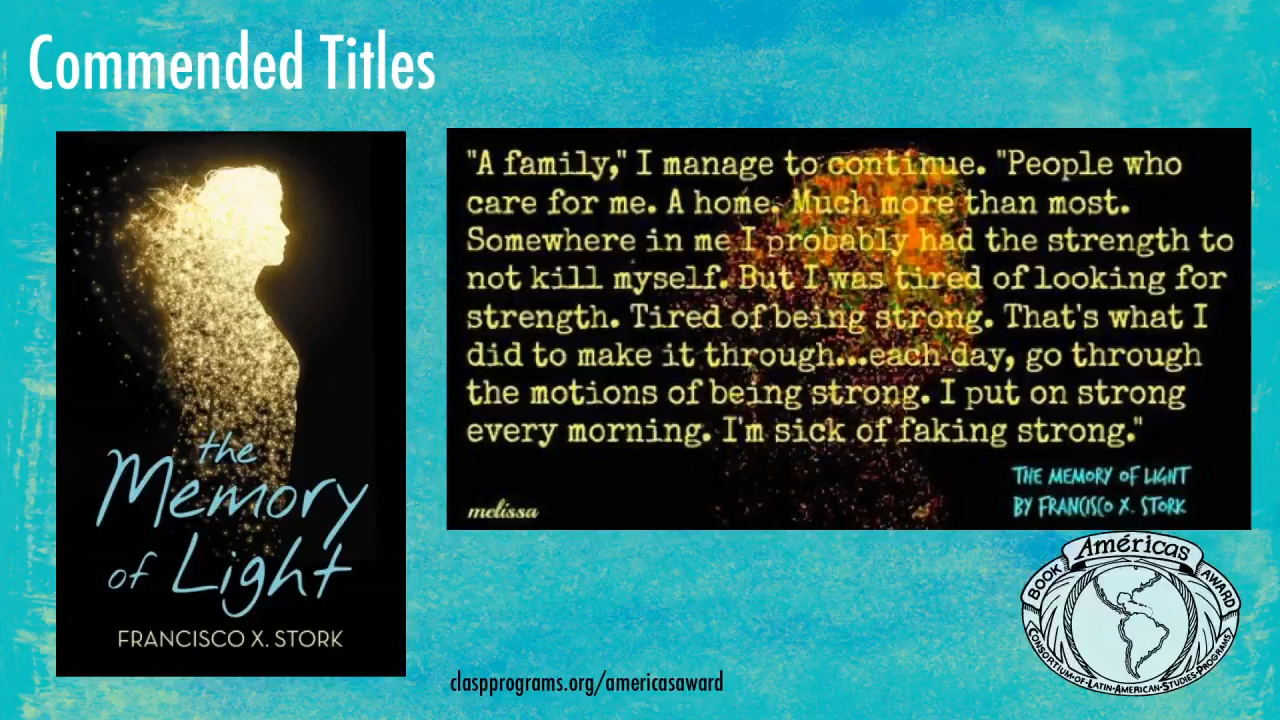 Commended Titles
the
Memory
of Light
FRANCISCO X. STORK
"A family," I manage to continue. "People who
care for me. A home. Much more than most.
Somewhere in me I probably had the strength to
not kill myself. But I was tired of looking for
strength. Tired of being strong. That's what I
did to make it through...each day, go through
the motions of being strong. I put on strong
every morning. I'm sick of faking strong."
THE MEMORY OF LIGHT
BY FRANCISCO X. STORK
melissa
Américas
BOOK AWARD
CONSORTIUM·OF·LATIN·AMERICAN·STUDIES·PROGRAMS
claspprograms.org/americasaward